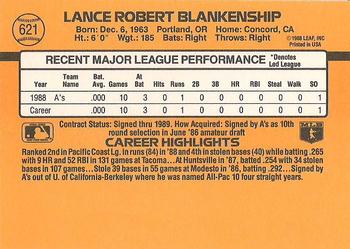 621
LANCE ROBERT BLANKENSHIP
Born: Dec. 6, 1963 Portland, OR Home: Concord, CA
Ht: 6'0" Wgt: 185 Bats: Right Throws: Right
©1988 LEAF, INC
Printed in USA
RECENT MAJOR LEAGUE PERFORMANCE
*Denotes
Led League
Year Team Name BA Games AB R Hits RBI 2B 3B HR Steal Walk SO
1988 A's .000 10 3 1 0 0 0 0 0 0 0 1
Career .000 10 3 1 0 0 0 0 0 0 0 1
Contract Status: Signed thru 1989. How Acquired: Signed by A's as 10th
round selection in June '86 amateur draft
CAREER HIGHLIGHTS
Ranked 2nd in Pacific Coast Lg. in runs (84) in '88 and 4th in stolen bases (40) while batting .265
with 9 HR and 52 RBI in 131 games at Tacoma...At Huntsville in '87, batted .254 with 34 stolen
bases in 107 games...Stole 39 bases in 55 games at Modesto in '86, batting .292...Signed by
A's out of U. of California-Berkeley where he was named All-Pac 10 four straight years.